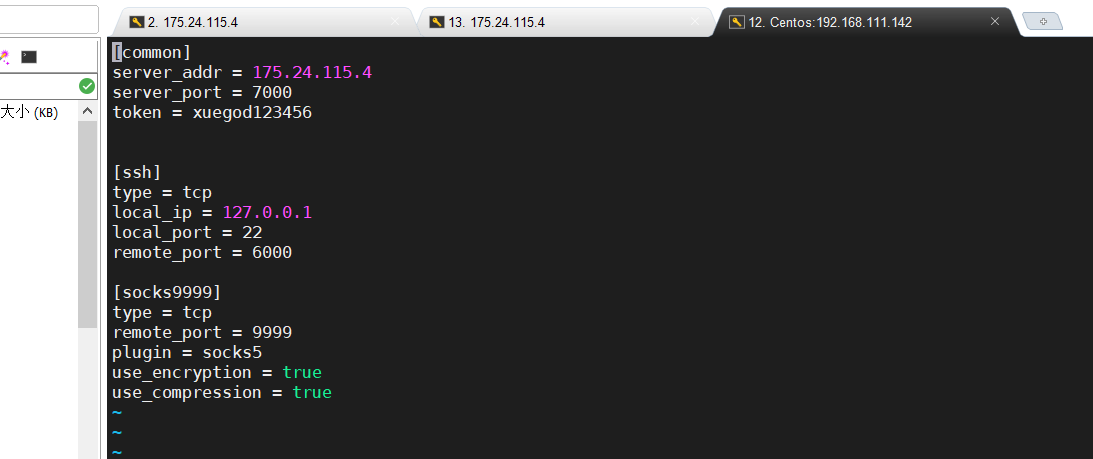 2. 175.24.115.4
13. 175.24.115.4
12. Centos:192.168.111.142
大小 (KB)
[common]
server_addr = 175.24.115.4
server_port = 7000
token = xuegod123456
[ssh]
type = tcp
local_ip = 127.0.0.1
local_port = 22
remote_port = 6000
[socks9999]
type = tcp
remote_port = 9999
plugin = socks5
use_encryption = true
use_compression = true
~
~
~